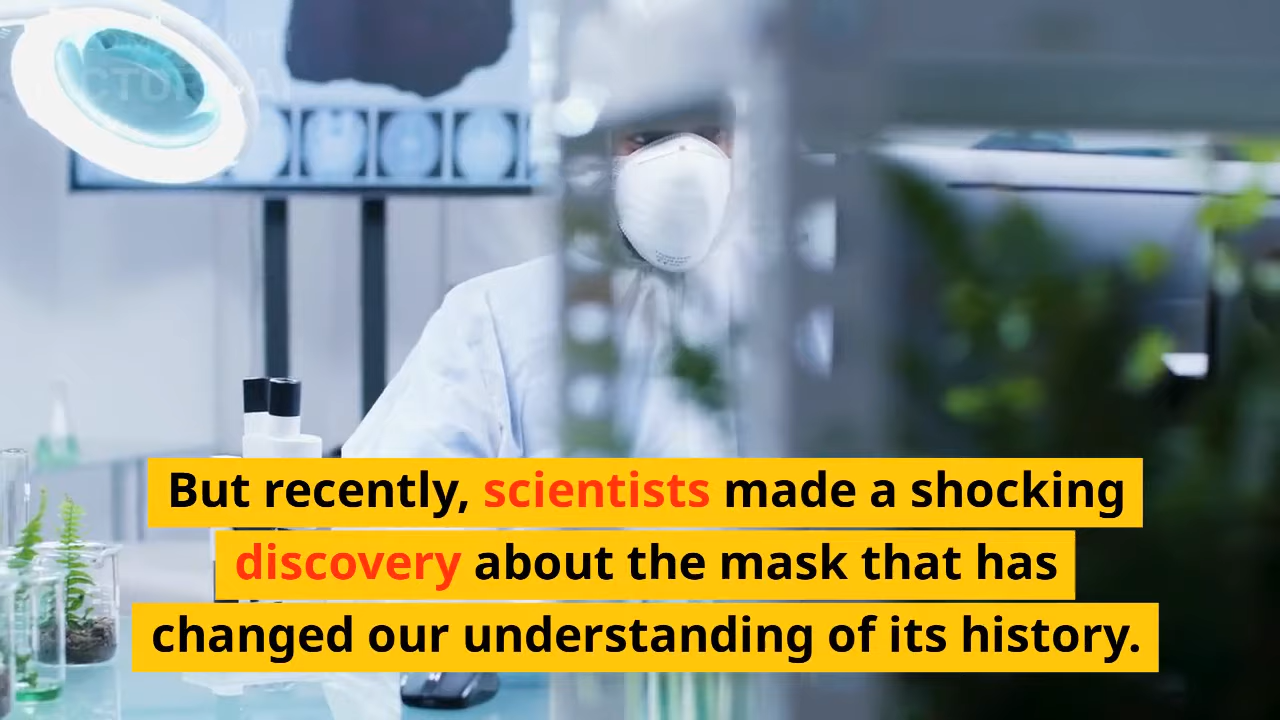 But recently, scientists made a shocking
discovery about the mask that has
changed our understanding of its history.